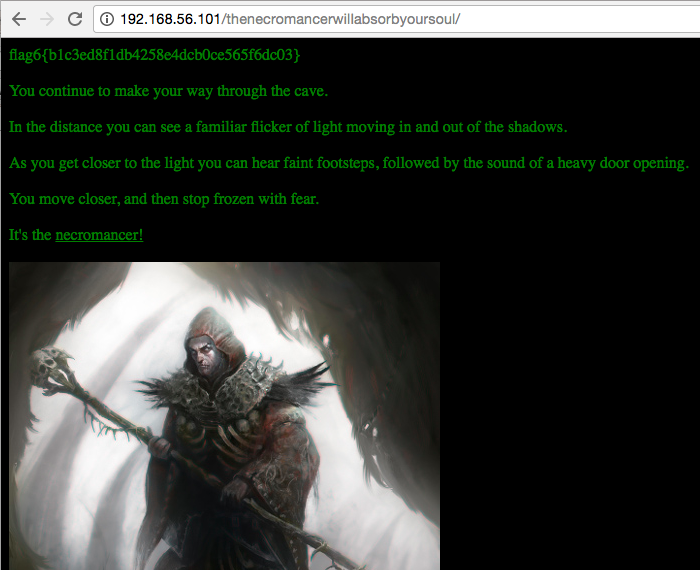 192.168.56.101/thenecromancerwillabsorbyoursoul/
flag6{b1c3ed8f1db4258e4dcb0ce565f6dc03}
You continue to make your way through the cave.
In the distance you can see a familiar flicker of light moving in and out of the shadows.
As you get closer to the light you can hear faint footsteps, followed by the sound of a heavy door opening.
You move closer, and then stop frozen with fear.
It's the necromancer!